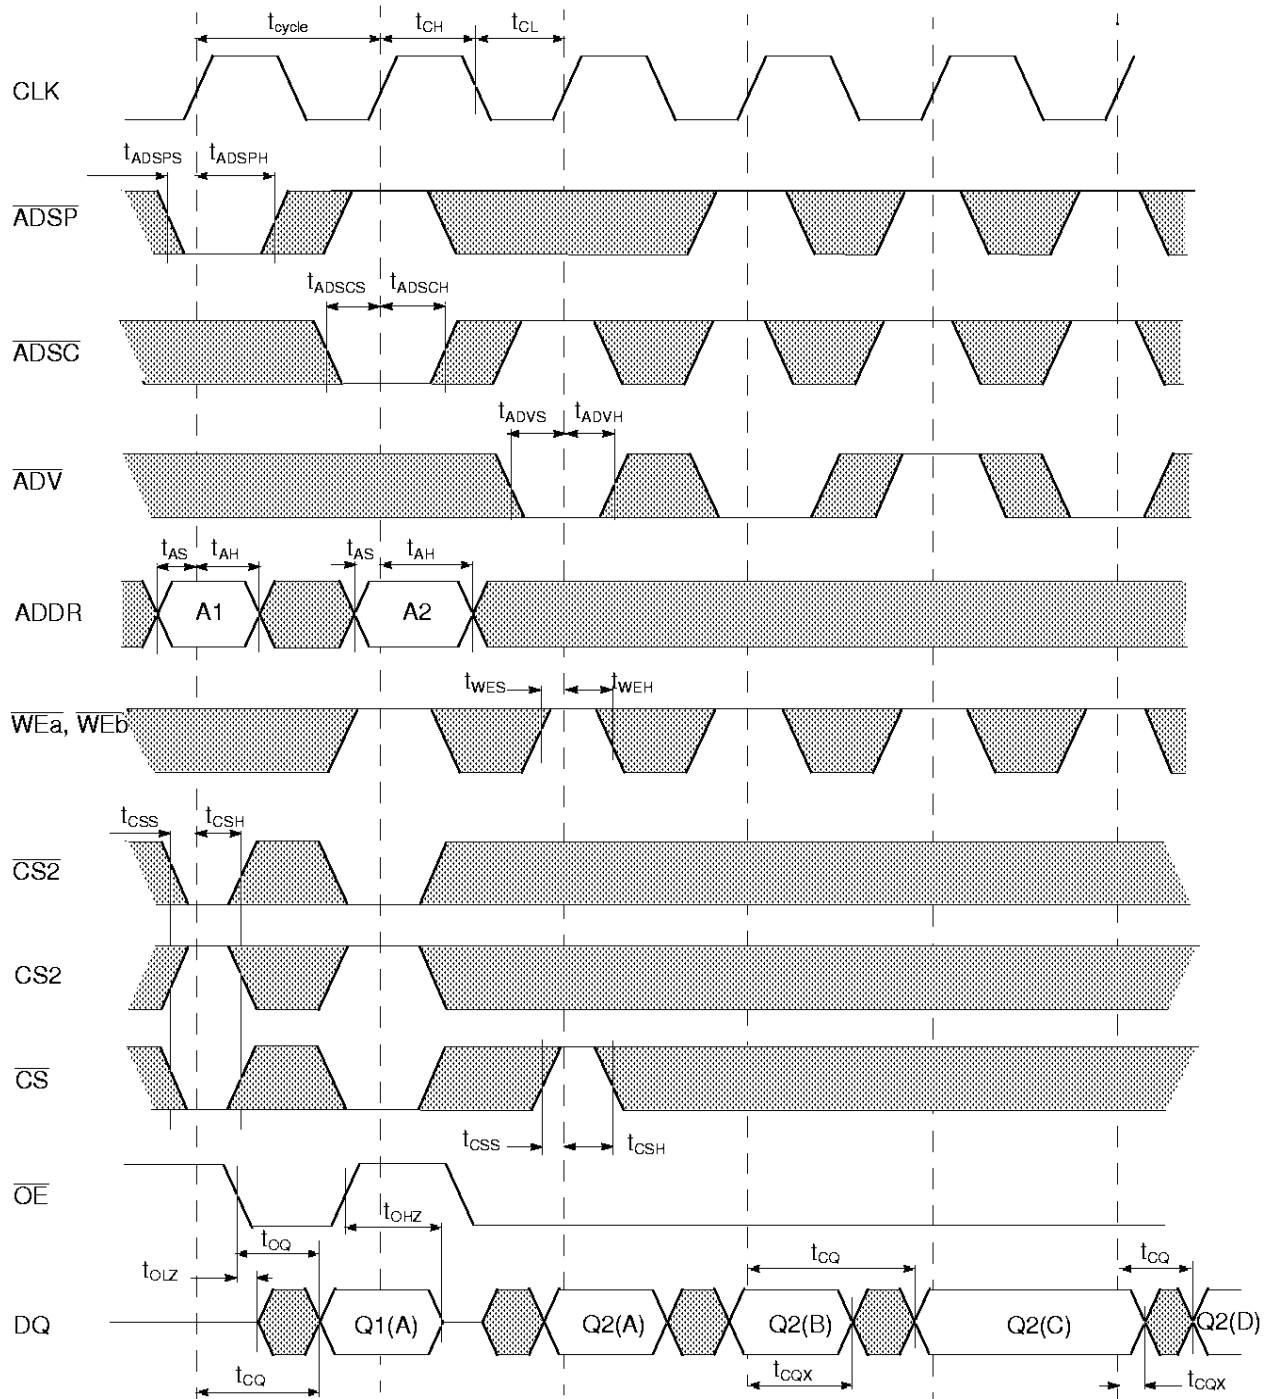 tcycle tCH tCL
CLK
tADSPS tADSPH
ADSP
tADSCS tADSCH
ADSC
tADVS tADVH
ADV
tAS tAH tAS tAH
ADDR A1 A2
tWES tWEH
WEa, WEb
tCSS tCSH
CS2
CS2
CS
tCSS tCSH
OE
tOHZ
tOQ tCQ tCQ
tOLZ
DQ Q1(A) Q2(A) Q2(B) Q2(C) Q2(D)
tCQ tCQX tCQX